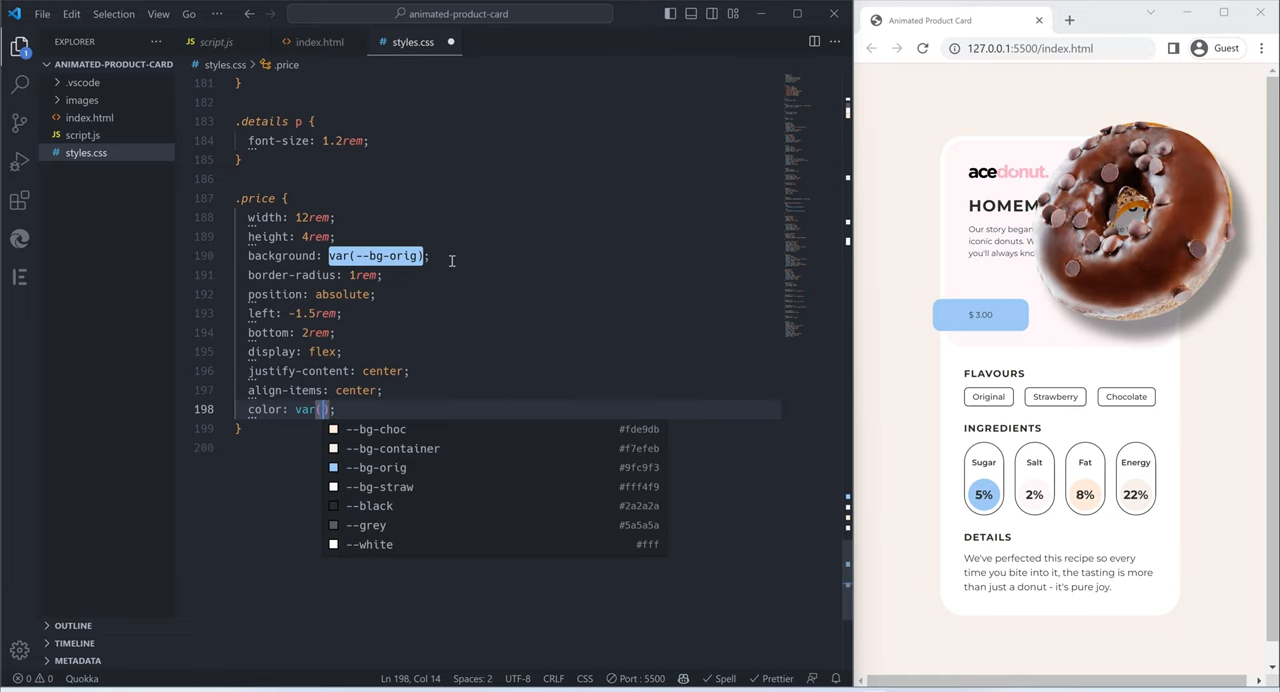 File Edit Selection View Go ··· animated-product-card
EXPLORER ···
ANIMATED-PRODUCT-CARD
.vscode
images
index.html
script.js
styles.css
OUTLINE
TIMELINE
METADATA
script.js index.html styles.css
styles.css > .price
181 }
182
183 .details p {
184 font-size: 1.2rem;
185 }
186
187 .price {
188 width: 12rem;
189 height: 4rem;
190 background: var(--bg-orig);
191 border-radius: 1rem;
192 position: absolute;
193 left: -1.5rem;
194 bottom: 2rem;
195 display: flex;
196 justify-content: center;
197 align-items: center;
198 color: var();
199 }
200
--bg-choc #fde9db
--bg-container #f7efeb
--bg-orig #9fc9f3
--bg-straw #fff4f9
--black #2a2a2a
--grey #5a5a5a
--white #fff
0 0 Quokka Ln 198, Col 14 Spaces: 2 UTF-8 CRLF CSS Port : 5500 Spell Prettier
Animated Product Card
127.0.0.1:5500/index.html Guest
acedonut.
HOMEM
Our story began
iconic donuts. W
you'll always kno
$ 3.00
FLAVOURS
Original Strawberry Chocolate
INGREDIENTS
Sugar Salt Fat Energy
5% 2% 8% 22%
DETAILS
We've perfected this recipe so every
time you bite into it, the tasting is more
than just a donut - it's pure joy.